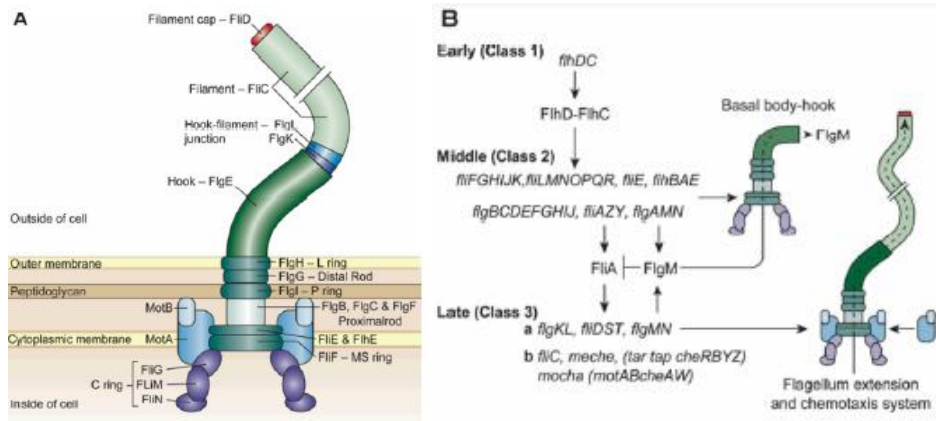 A
Filament cap – FliD
Filament – FliC
Hook-filament – FlgL
junction FlgK
Hook – FlgE
Outside of cell
Outer membrane
FlgH – L ring
FlgG – Distal Rod
Peptidoglycan
FlgI – P ring
MotB
FlgB, FlgC & FlgF
Proximalrod
Cytoplasmic membrane
MotA
FliE & FlhE
FliF – MS ring
FliG
C ring
FLiM
FliN
Inside of cell
B
Early (Class 1)
flhDC
FlhD-FlhC
Basal body-hook
FlgM
Middle (Class 2)
fliFGHIJK,fliLMNOPQR, fliE, flhBAE
flgBCDEFGHIJ, fliAZY, flgAMN
FliA
FlgM
Late (Class 3)
a flgKL, fliDST, flgMN
b fliC, meche, (tar tap cheRBYZ)
mocha (motABcheAW)
Flagellum extension
and chemotaxis system